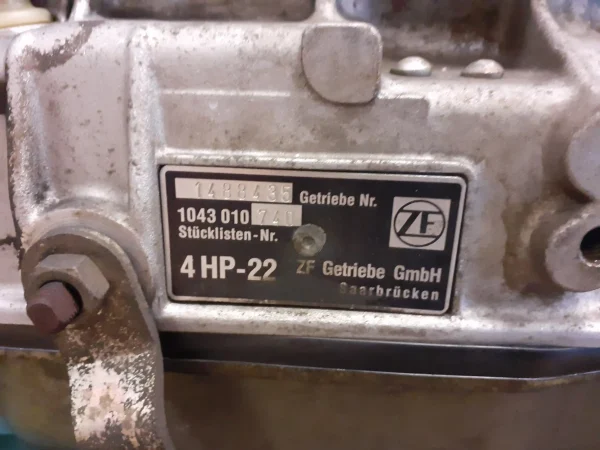 1488435 Getriebe Nr.
1043 010 740
Stücklisten-Nr.
ZF
4 HP-22 ZF Getriebe GmbH
Saarbrücken